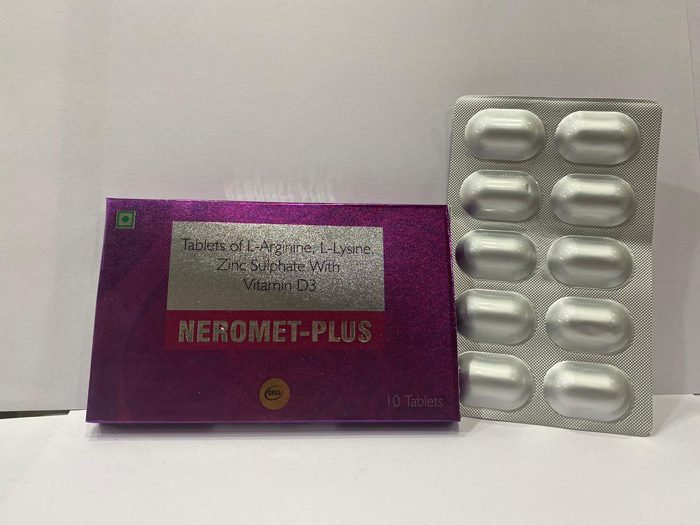 Tablets of L-Arginine, L-Lysine,
Zinc Sulphate With
Vitamin D3
NEROMET-PLUS
10 Tablets